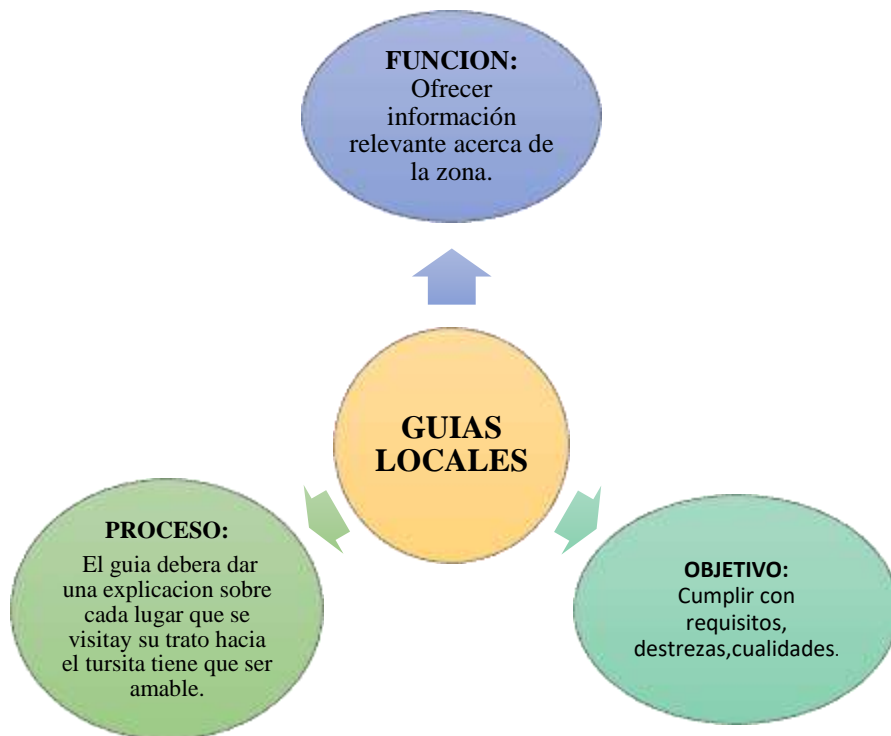 FUNCION:
Ofrecer
información
relevante acerca de
la zona.
GUIAS
LOCALES
PROCESO:
El guia debera dar
una explicacion sobre
cada lugar que se
visitay su trato hacia
el tursita tiene que ser
amable.
OBJETIVO:
Cumplir con
requisitos,
destrezas,cualidades.